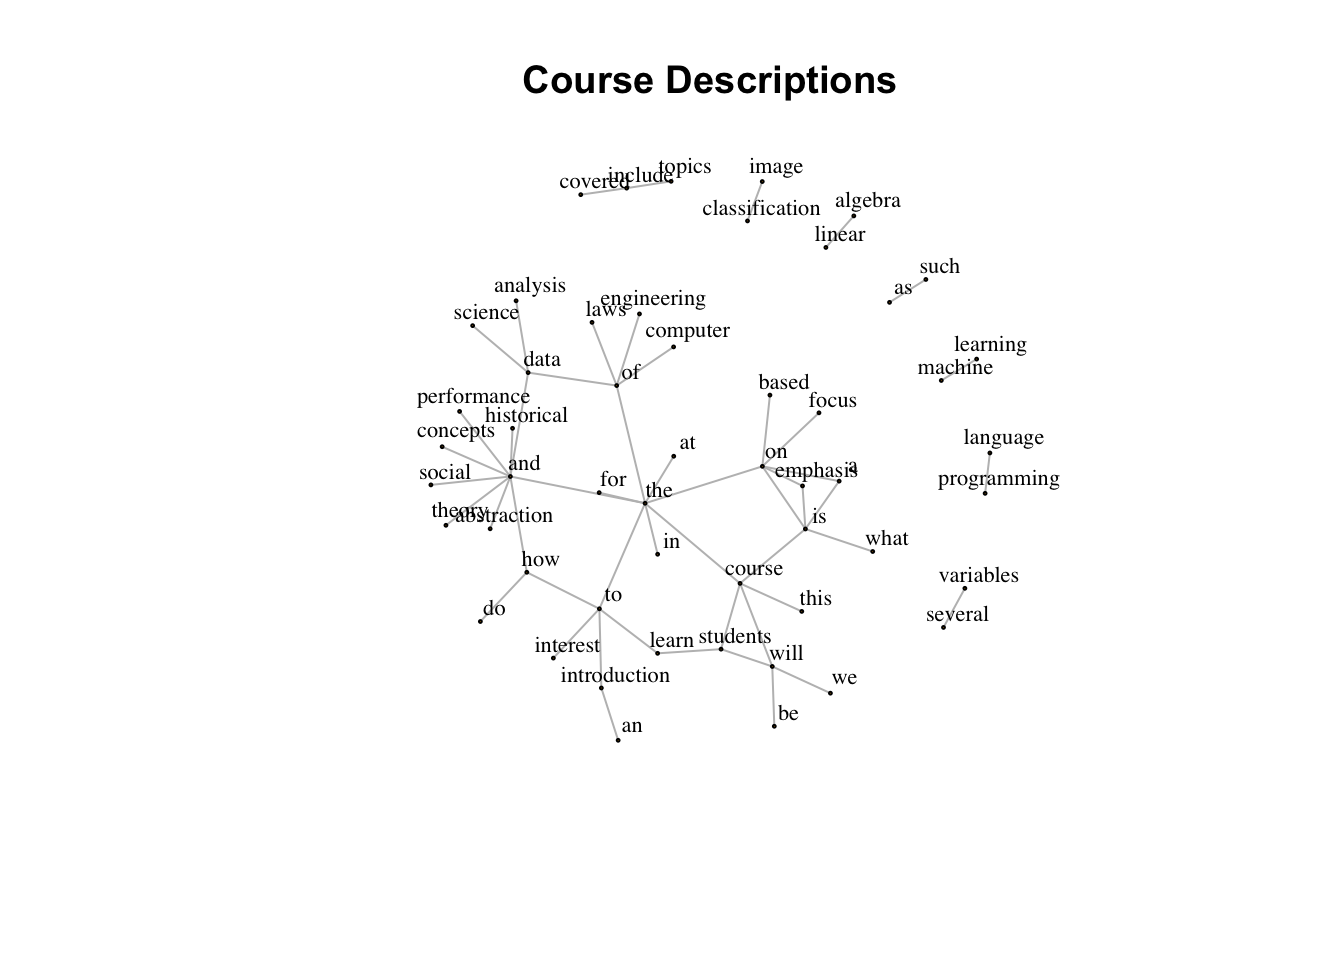 Course Descriptions
topics
image
include
covered
algebra
classification
linear
such
analysis
as
engineering
laws
science
computer
learning
data
machine
of
based
performance
focus
historical
concepts
language
at
on
and
a
emphasis
social
for
programming
the
theory
abstraction
is
in
what
how
course
variables
to
this
do
several
students
learn
interest
will
introduction
we
be
an